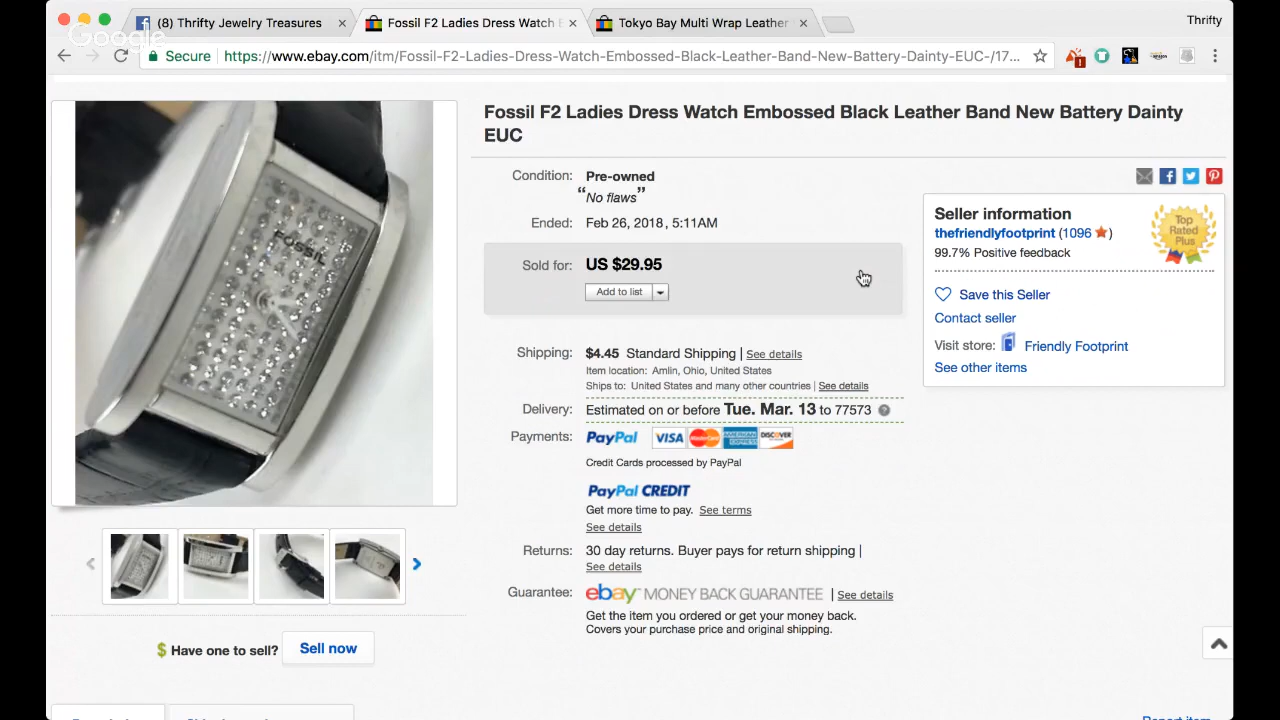 (8) Thrifty Jewelry Treasures
Fossil F2 Ladies Dress Watch E
Tokyo Bay Multi Wrap Leather
Thrifty
Google
Secure
https://www.ebay.com/itm/Fossil-F2-Ladies-Dress-Watch-Embossed-Black-Leather-Band-New-Battery-Dainty-EUC-/17...
Fossil F2 Ladies Dress Watch Embossed Black Leather Band New Battery Dainty
EUC
FOSSIL
Condition: Pre-owned
“No flaws”
Ended: Feb 26, 2018 , 5:11AM
Sold for: US $29.95
Add to list
Shipping: $4.45 Standard Shipping | See details
Item location: Amlin, Ohio, United States
Ships to: United States and many other countries | See details
Delivery: Estimated on or before Tue. Mar. 13 to 77573
Payments: PayPal VISA MasterCard AMERICAN EXPRESS DISCOVER
Credit Cards processed by PayPal
PayPal CREDIT
Get more time to pay. See terms
See details
Returns: 30 day returns. Buyer pays for return shipping |
See details
Guarantee: ebay MONEY BACK GUARANTEE | See details
Get the item you ordered or get your money back.
Covers your purchase price and original shipping.
Seller information
thefriendlyfootprint (1096 )
99.7% Positive feedback
Top
Rated
Plus
Save this Seller
Contact seller
Visit store: Friendly Footprint
See other items
$ Have one to sell? Sell now